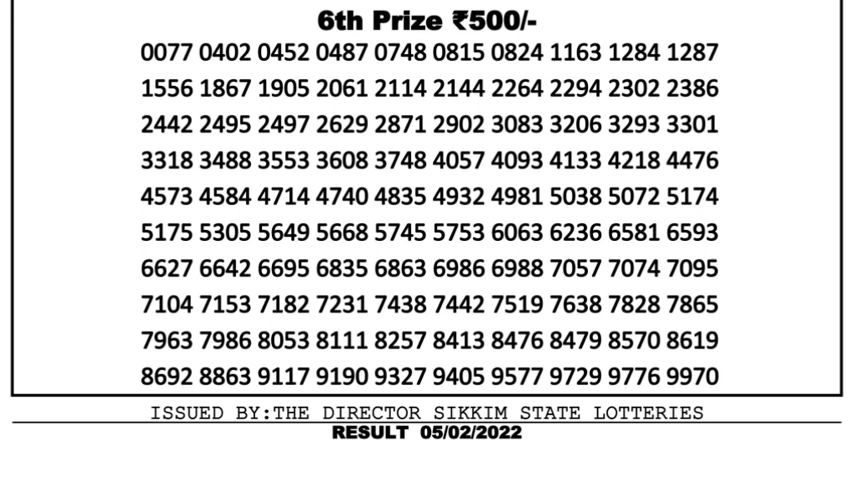 6th Prize ₹500/-
0077 0402 0452 0487 0748 0815 0824 1163 1284 1287
1556 1867 1905 2061 2114 2144 2264 2294 2302 2386
2442 2495 2497 2629 2871 2902 3083 3206 3293 3301
3318 3488 3553 3608 3748 4057 4093 4133 4218 4476
4573 4584 4714 4740 4835 4932 4981 5038 5072 5174
5175 5305 5649 5668 5745 5753 6063 6236 6581 6593
6627 6642 6695 6835 6863 6986 6988 7057 7074 7095
7104 7153 7182 7231 7438 7442 7519 7638 7828 7865
7963 7986 8053 8111 8257 8413 8476 8479 8570 8619
8692 8863 9117 9190 9327 9405 9577 9729 9776 9970
ISSUED BY:THE DIRECTOR SIKKIM STATE LOTTERIES
RESULT 05/02/2022